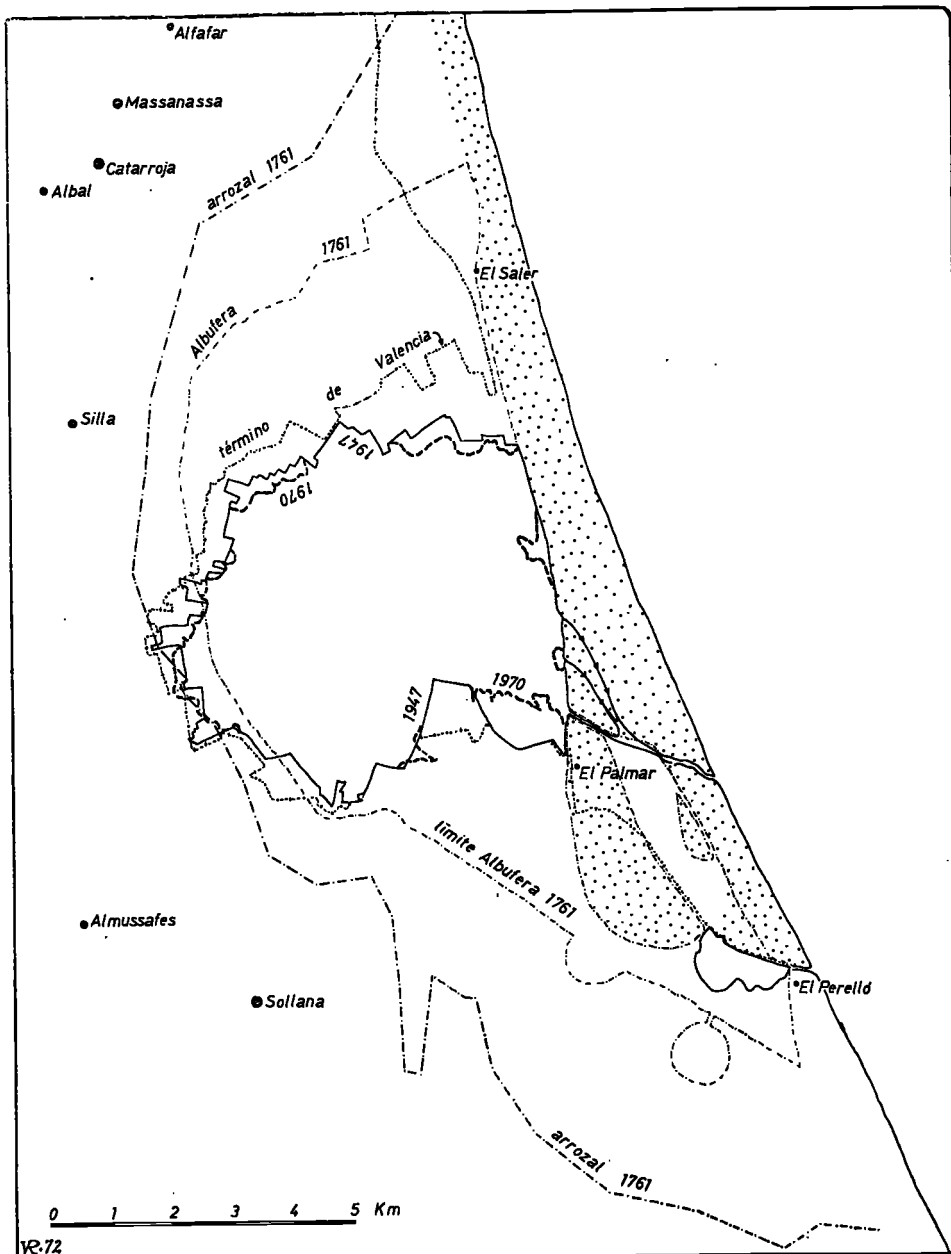 Alfafar
Massanassa
Catarroja
Albal
arrozal 1761
1761
Albufera
El Saler
Valencia
de
término
Silla
1947
1970
1970
1947
El Palmar
límite Albufera 1761
Almussafes
Sollana
El Perelló
arrozal 1761
0 1 2 3 4 5 Km
VR.72